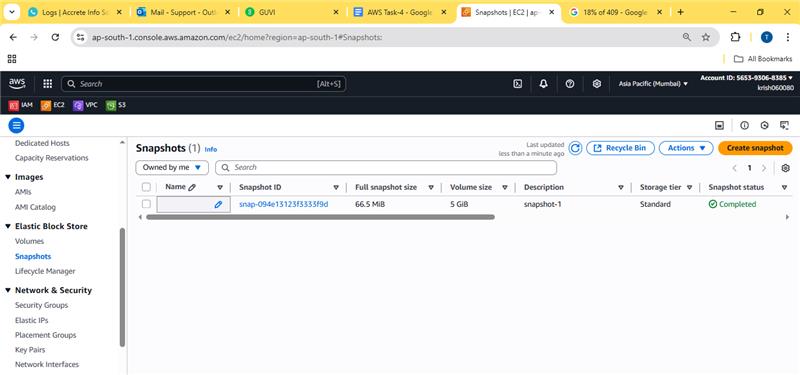 Logs | Accrete Info So
Mail - Support - Outl
GUVI
AWS Task-4 - Google
Snapshots | EC2 | ap-
18% of 409 - Google
ap-south-1.console.aws.amazon.com/ec2/home?region=ap-south-1#Snapshots:
T
All Bookmarks
aws
Search
[Alt+S]
Asia Pacific (Mumbai)
Account ID: 5653-9306-8385
krish060080
IAM
EC2
VPC
S3
Dedicated Hosts
Capacity Reservations
Images
AMIs
AMI Catalog
Elastic Block Store
Volumes
Snapshots
Lifecycle Manager
Network & Security
Security Groups
Elastic IPs
Placement Groups
Key Pairs
Network Interfaces
Snapshots (1) Info
Last updated
less than a minute ago
Recycle Bin
Actions
Create snapshot
Owned by me
Search
1
Name
Snapshot ID
Full snapshot size
Volume size
Description
Storage tier
Snapshot status
snap-094e13123f3333f9d
66.5 MiB
5 GiB
snapshot-1
Standard
Completed